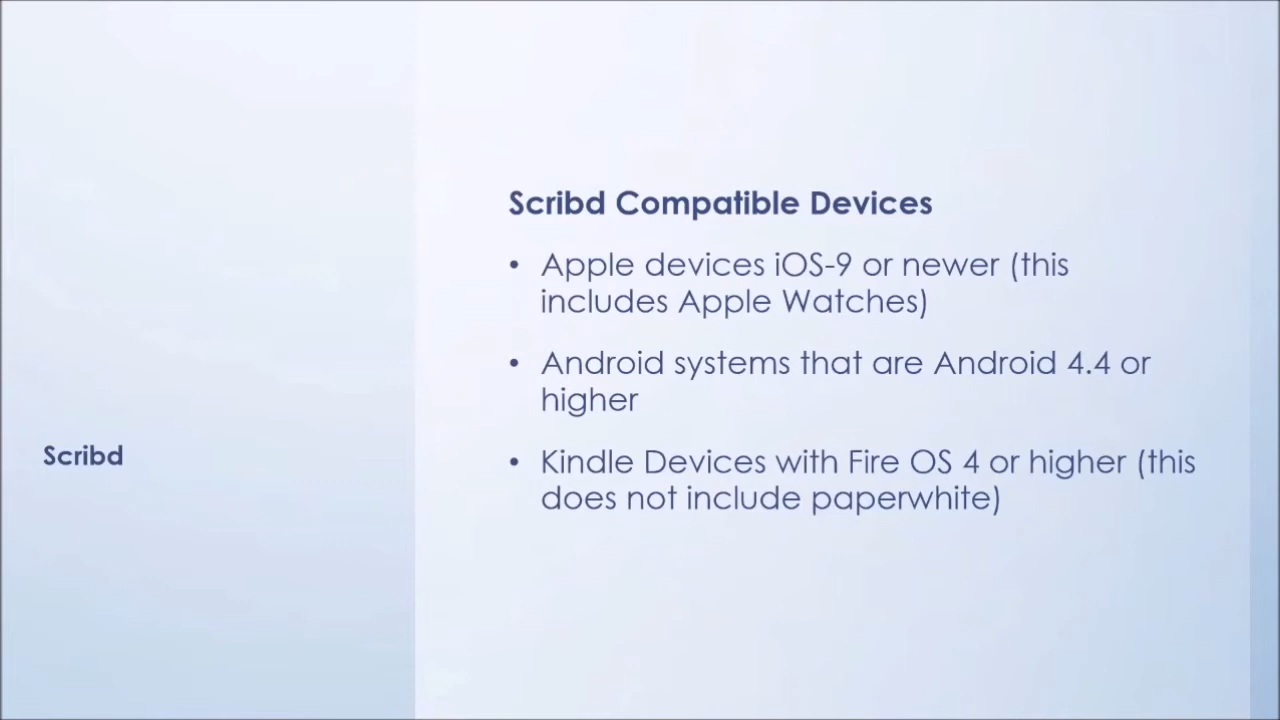 Scribd
Scribd Compatible Devices
• Apple devices iOS-9 or newer (this
includes Apple Watches)
• Android systems that are Android 4.4 or
higher
• Kindle Devices with Fire OS 4 or higher (this
does not include paperwhite)